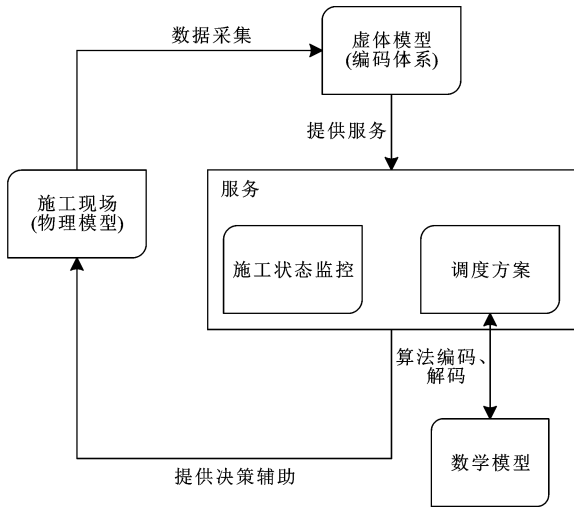 数据采集
虚体模型
(编码体系)
提供服务
施工现场
(物理模型)
服务
施工状态监控
调度方案
算法编码、
解码
数学模型
提供决策辅助